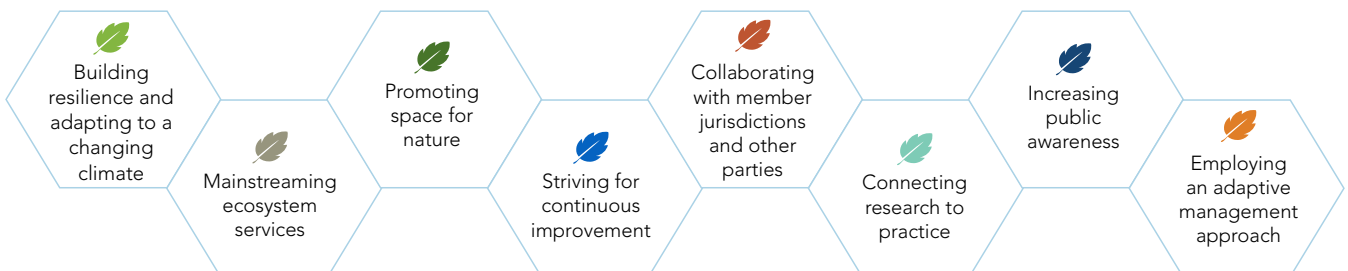 Building
resilience and
adapting to a
changing
climate
Mainstreaming
ecosystem
services
Promoting
space for
nature
Striving for
continuous
improvement
Collaborating
with member
jurisdictions
and other
parties
Connecting
research to
practice
Increasing
public
awareness
Employing
an adaptive
management
approach